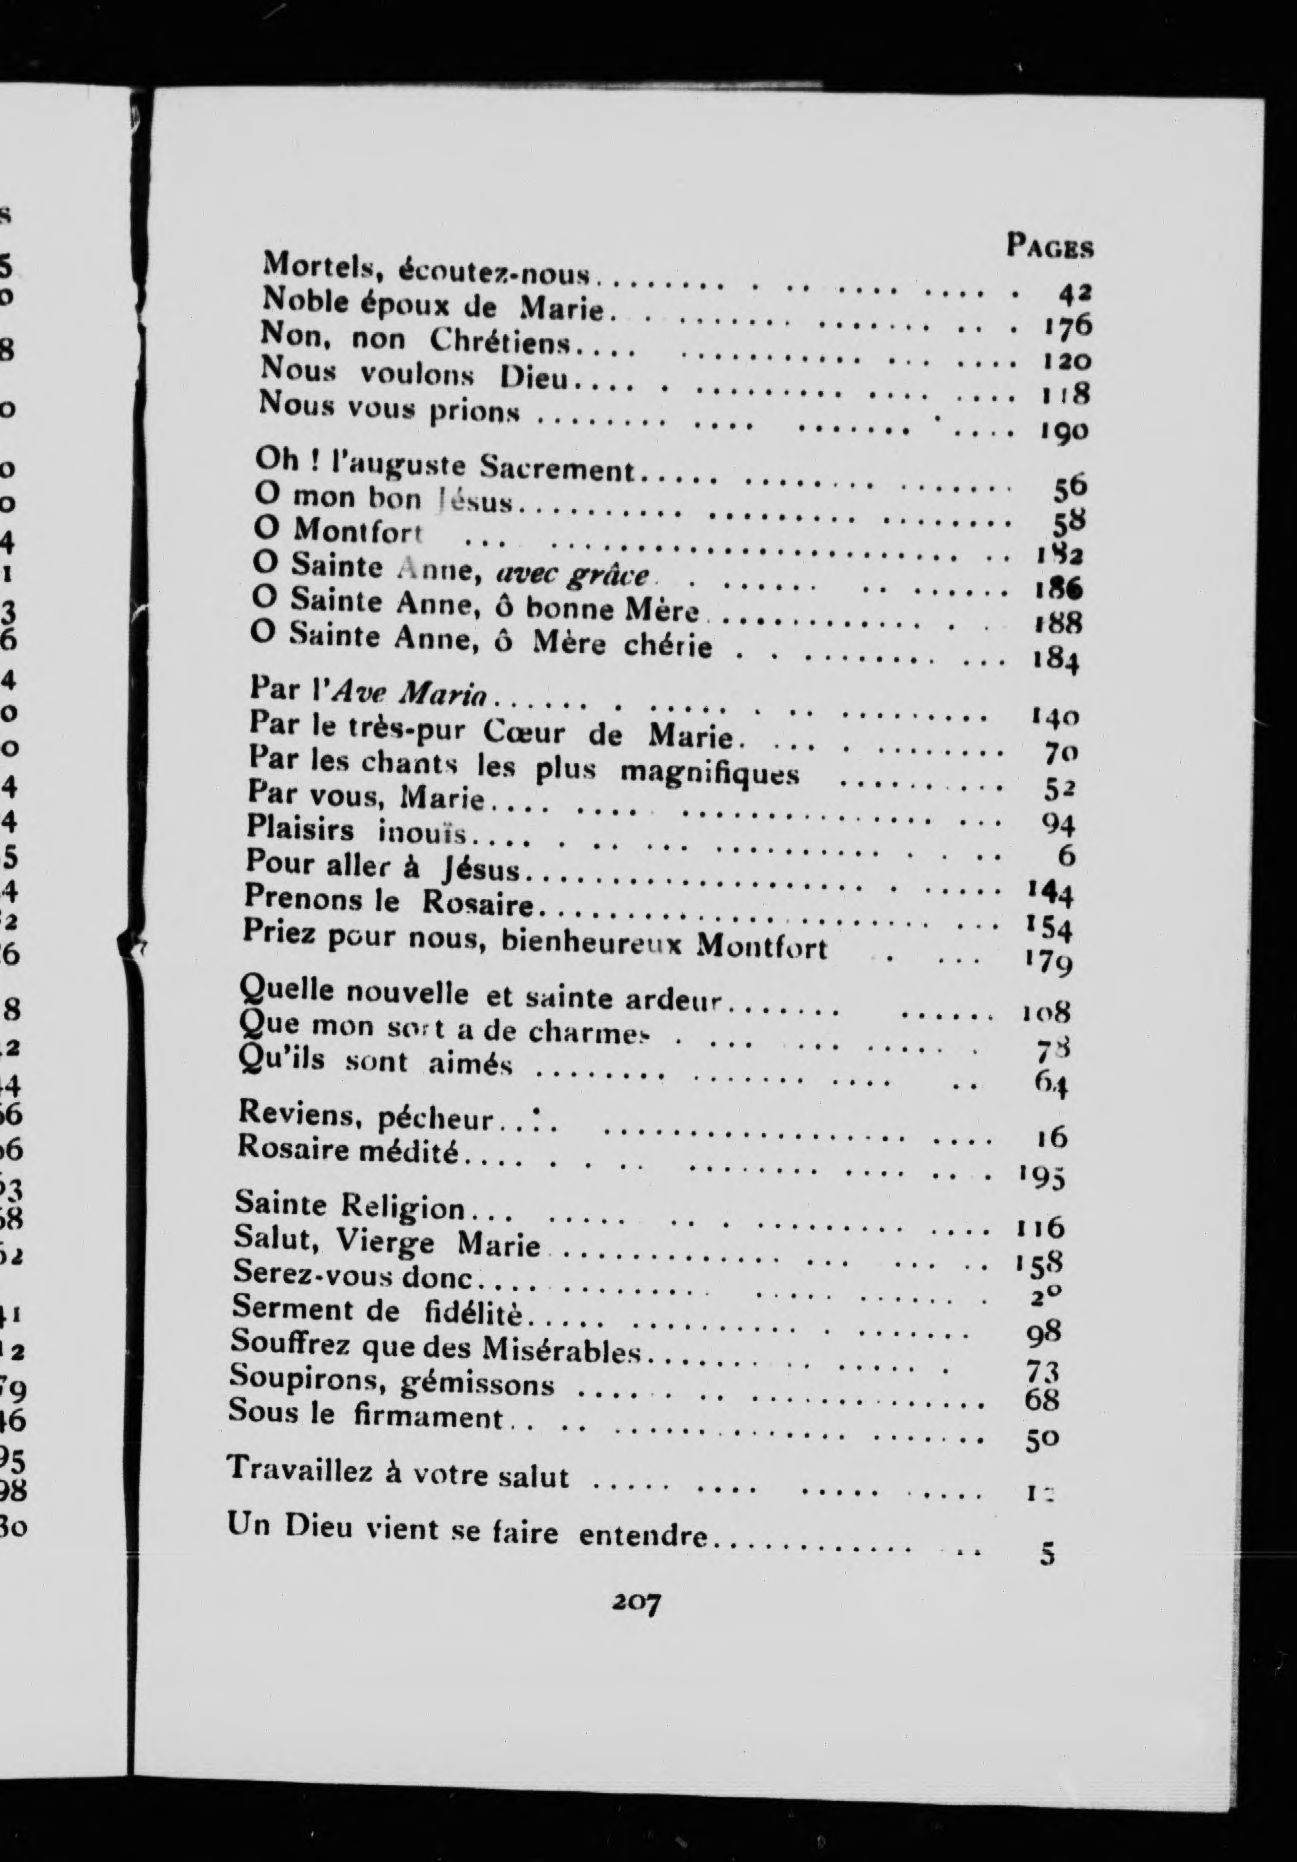 PAGES
Mortels, écoutez-nous 42
Noble époux de Marie 176
Non, non Chrétiens 120
Nous voulons Dieu 118
Nous vous prions 190
Oh ! l'auguste Sacrement 56
O mon bon Jésus 58
O Montfort 182
O Sainte Anne, avec grâce 186
O Sainte Anne, ô bonne Mère 188
O Sainte Anne, ô Mère chérie 184
Par l'Ave Maria 140
Par le très-pur Cœur de Marie 70
Par les chants les plus magnifiques 52
Par vous, Marie 94
Plaisirs inouïs 6
Pour aller à Jésus 144
Prenons le Rosaire 154
Priez pour nous, bienheureux Montfort 179
Quelle nouvelle et sainte ardeur 108
Que mon sort a de charmes 78
Qu'ils sont aimés 64
Reviens, pécheur 16
Rosaire médité 195
Sainte Religion 116
Salut, Vierge Marie 158
Serez-vous donc 20
Serment de fidélitè 98
Souffrez que des Misérables 73
Soupirons, gémissons 68
Sous le firmament 50
Travaillez à votre salut
Un Dieu vient se faire entendre 5
207